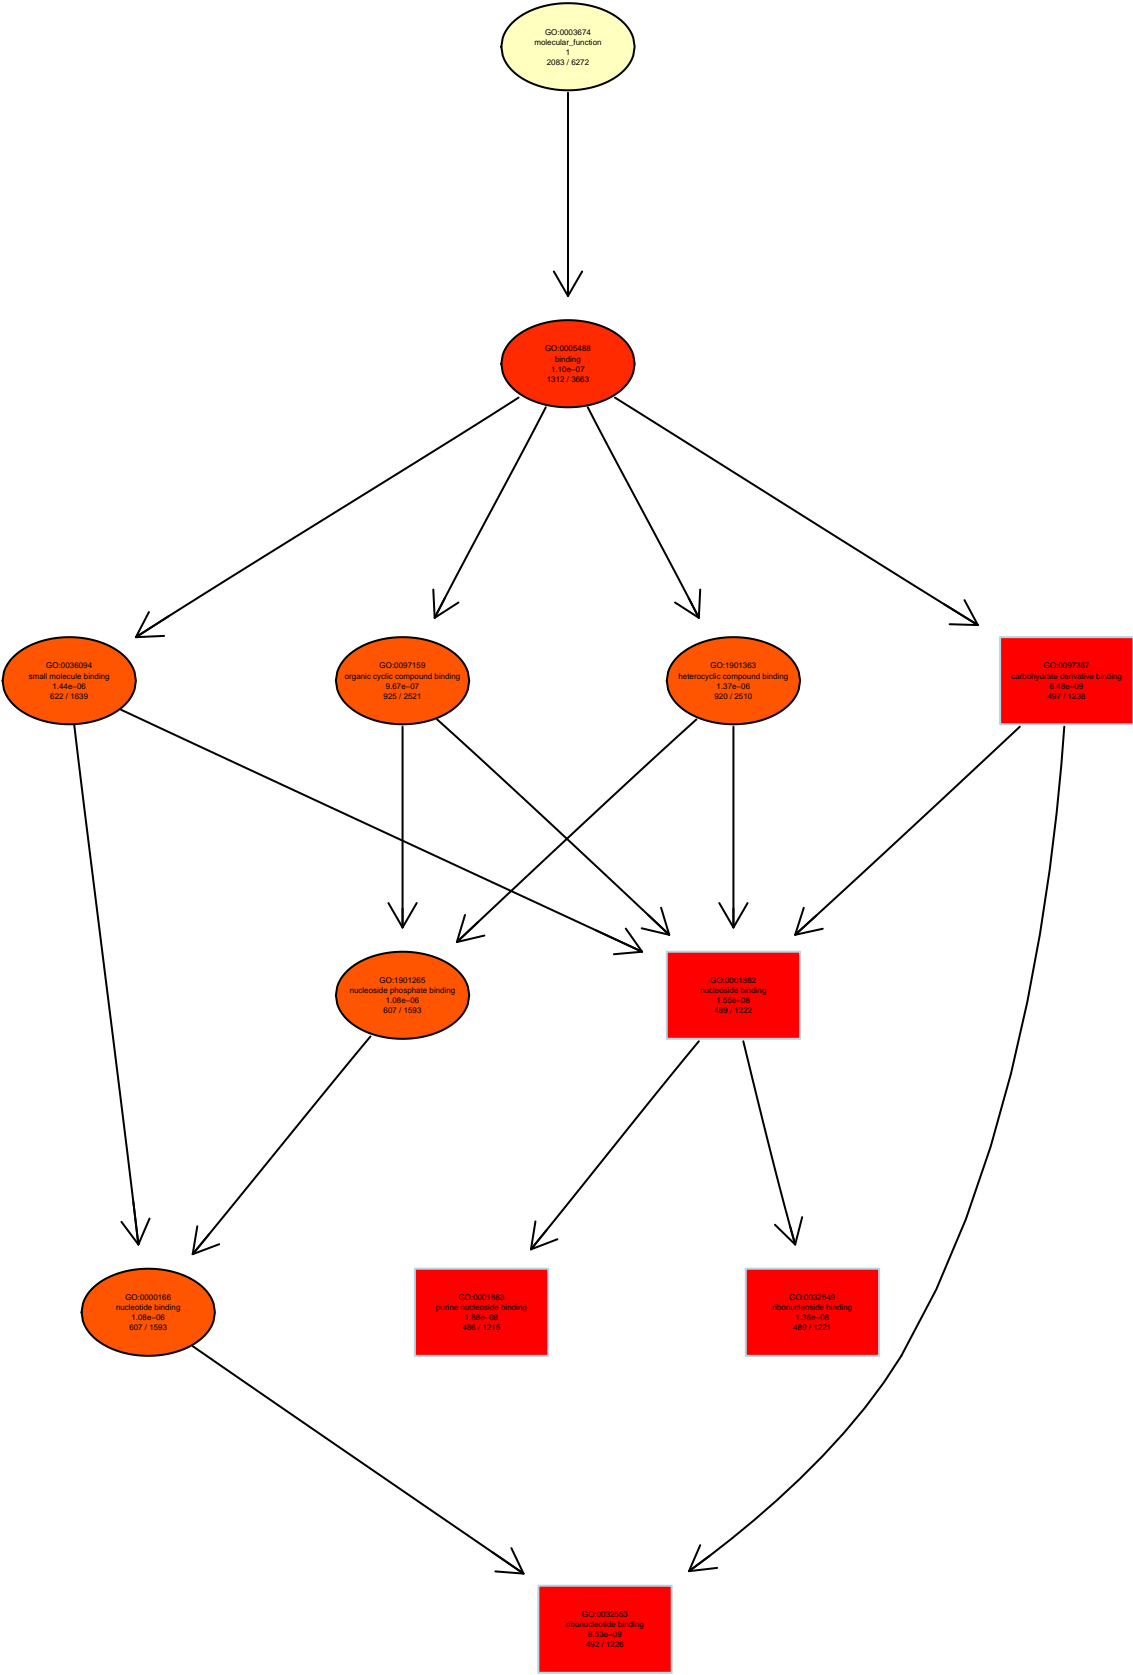 GO:0003674
molecular_function
1
2083 / 6272
GO:0005488
binding
1.10e−07
1312 / 3663
GO:0036094
small molecule binding
1.44e−06
622 / 1639
GO:0097159
organic cyclic compound binding
9.67e−07
925 / 2521
GO:1901363
heterocyclic compound binding
1.37e−06
920 / 2510
GO:0097367
carbohydrate derivative binding
6.48e−09
497 / 1238
GO:1901265
nucleoside phosphate binding
1.08e−06
607 / 1593
GO:0001882
nucleoside binding
1.55e−08
489 / 1222
GO:0000166
nucleotide binding
1.08e−06
607 / 1593
GO:0001883
purine nucleoside binding
1.88e−08
486 / 1215
GO:0032549
ribonucleoside binding
1.36e−08
489 / 1221
GO:0032553
ribonucleotide binding
492 / 1226